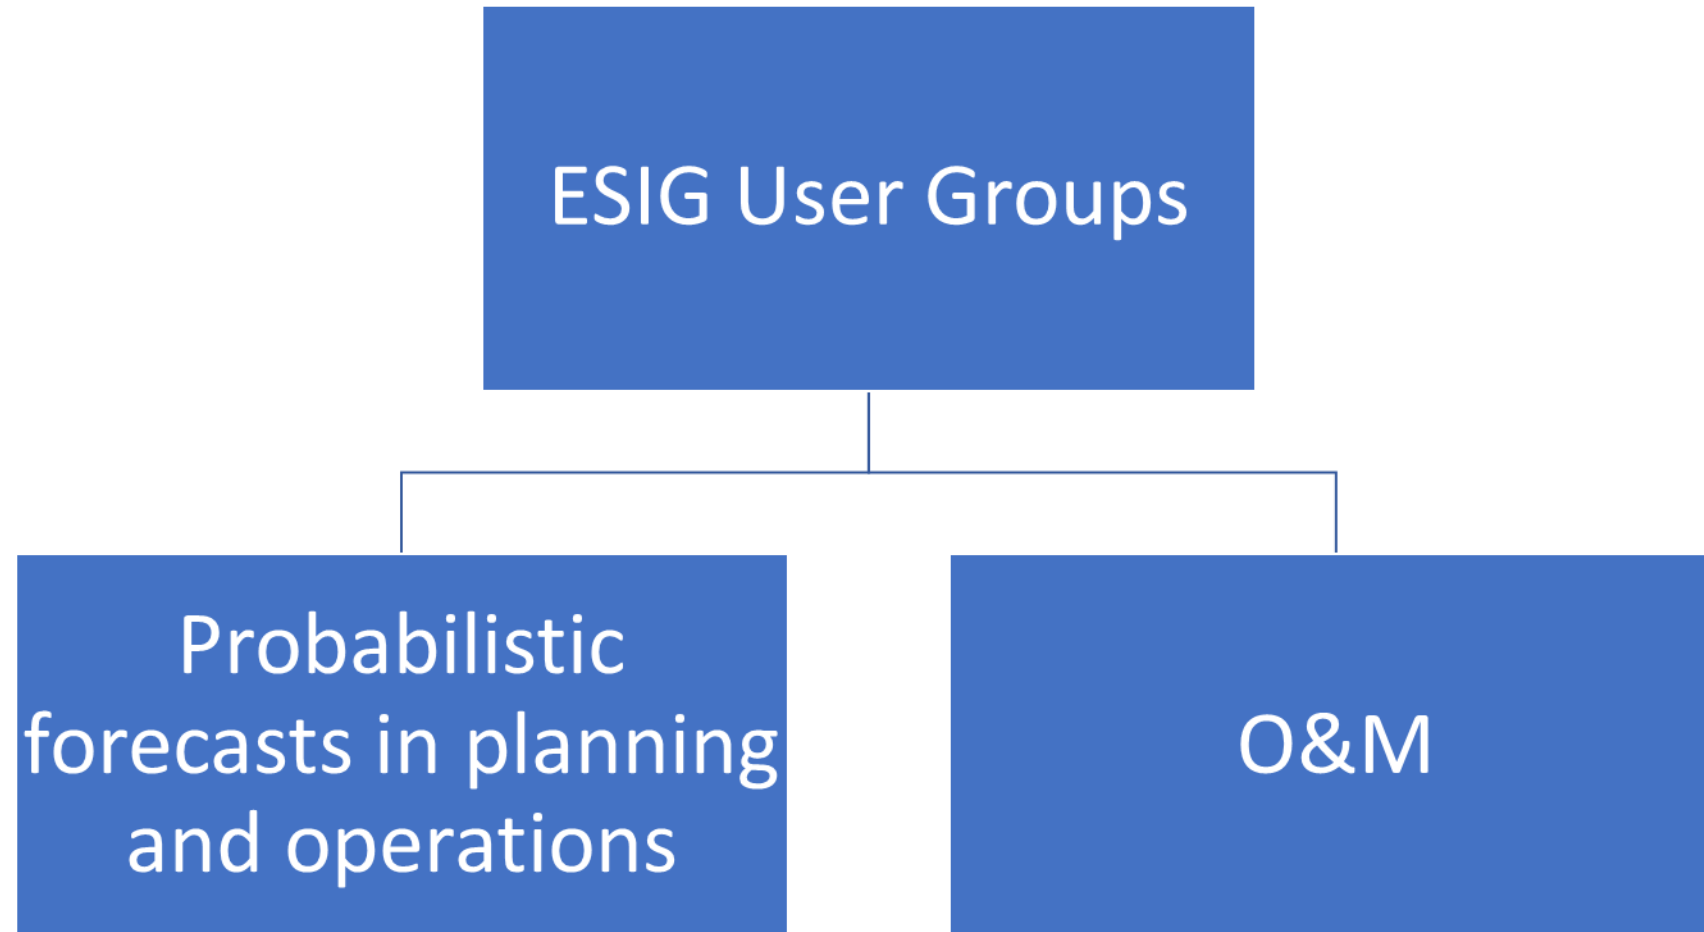 ESIG User Groups
Probabilistic
forecasts in planning
and operations
O&M